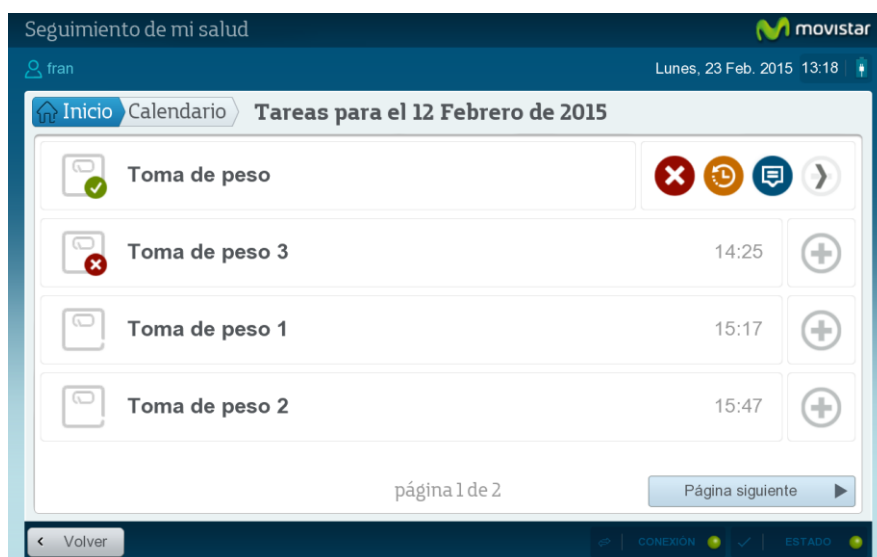 Seguimiento de mi salud
movistar
fran
Lunes, 23 Feb. 2015 13:18
Inicio Calendario Tareas para el 12 Febrero de 2015
Toma de peso
Toma de peso 3 14:25
Toma de peso 1 15:17
Toma de peso 2 15:47
página 1 de 2
Página siguiente
Volver
CONEXIÓN
ESTADO